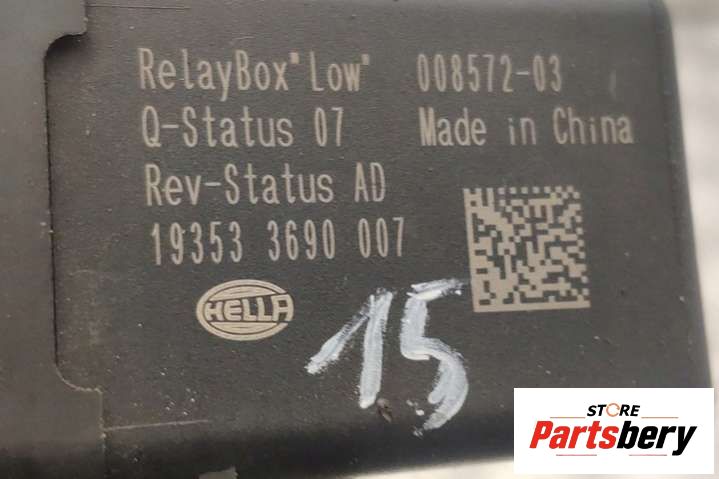 RelayBox"Low" 008572-03
Q-Status 07 Made in China
Rev-Status AD
19353 3690 007
HELLA
15
STORE
Partsbery